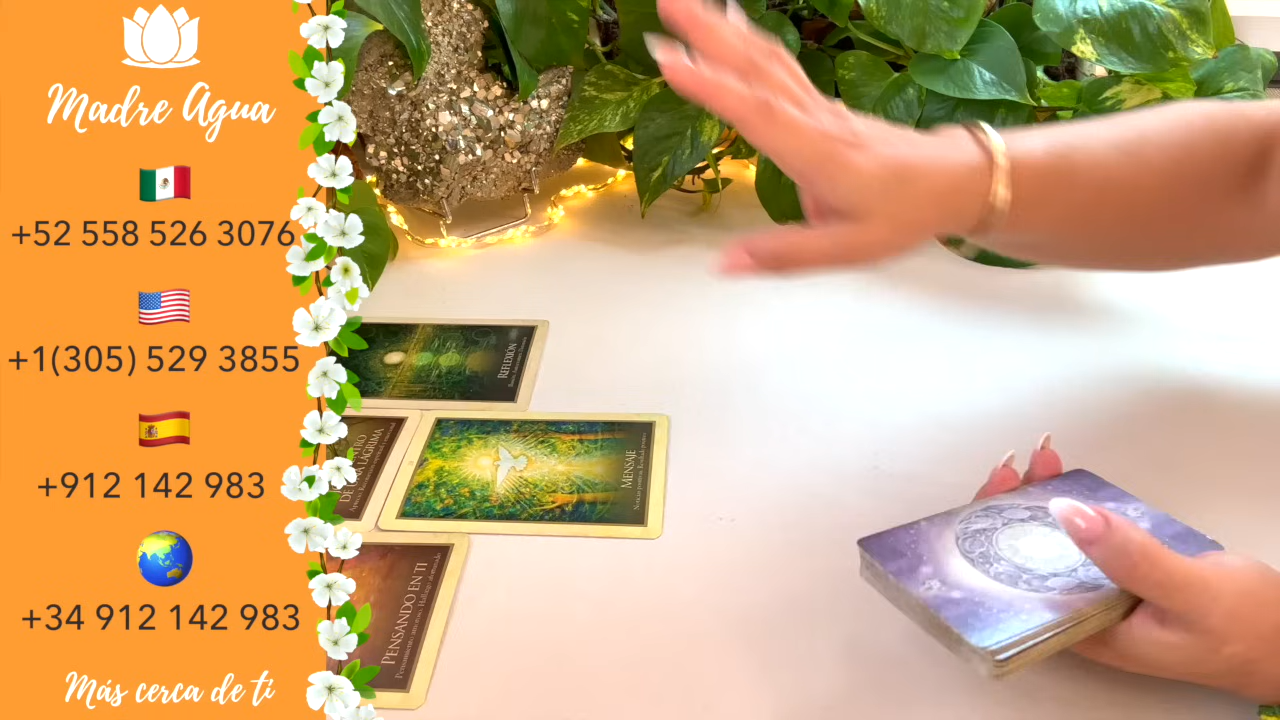 Madre Agua
+52 558 526 3076
+1(305) 529 3855
+912 142 983
+34 912 142 983
Más cerca de ti
REFLEXIÓN
LÁGRIMA
MENSAJE
PENSANDO EN TI